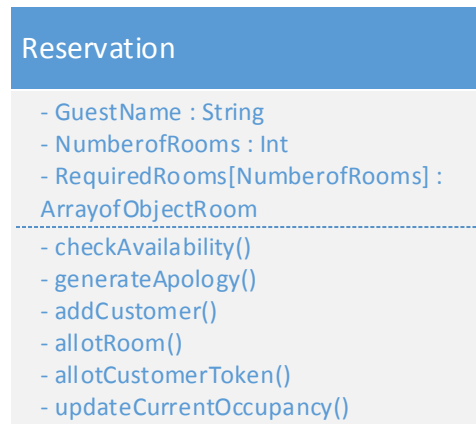 Reservation
- GuestName : String
- NumberofRooms : Int
- RequiredRooms[NumberofRooms] :
ArrayofObjectRoom
- checkAvailability()
- generateApology()
- addCustomer()
- allotRoom()
- allotCustomerToken()
- updateCurrentOccupancy()